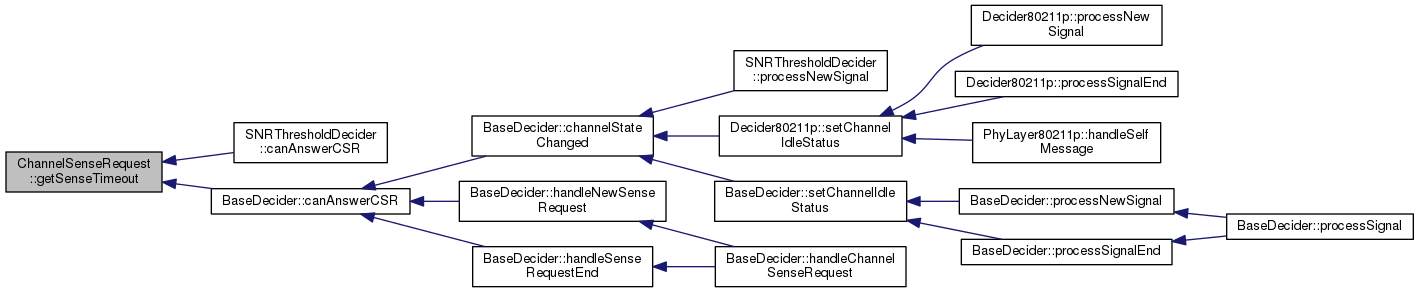 ChannelSenseRequest
::getSenseTimeout
SNRThresholdDecider
::canAnswerCSR
BaseDecider::canAnswerCSR
BaseDecider::channelState
Changed
BaseDecider::handleNewSense
Request
BaseDecider::handleSense
RequestEnd
SNRThresholdDecider
::processNewSignal
Decider80211p::setChannel
IdleStatus
BaseDecider::setChannelIdle
Status
BaseDecider::handleChannel
SenseRequest
Decider80211p::processNew
Signal
Decider80211p::processSignalEnd
PhyLayer80211p::handleSelf
Message
BaseDecider::processNewSignal
BaseDecider::processSignalEnd
BaseDecider::processSignal